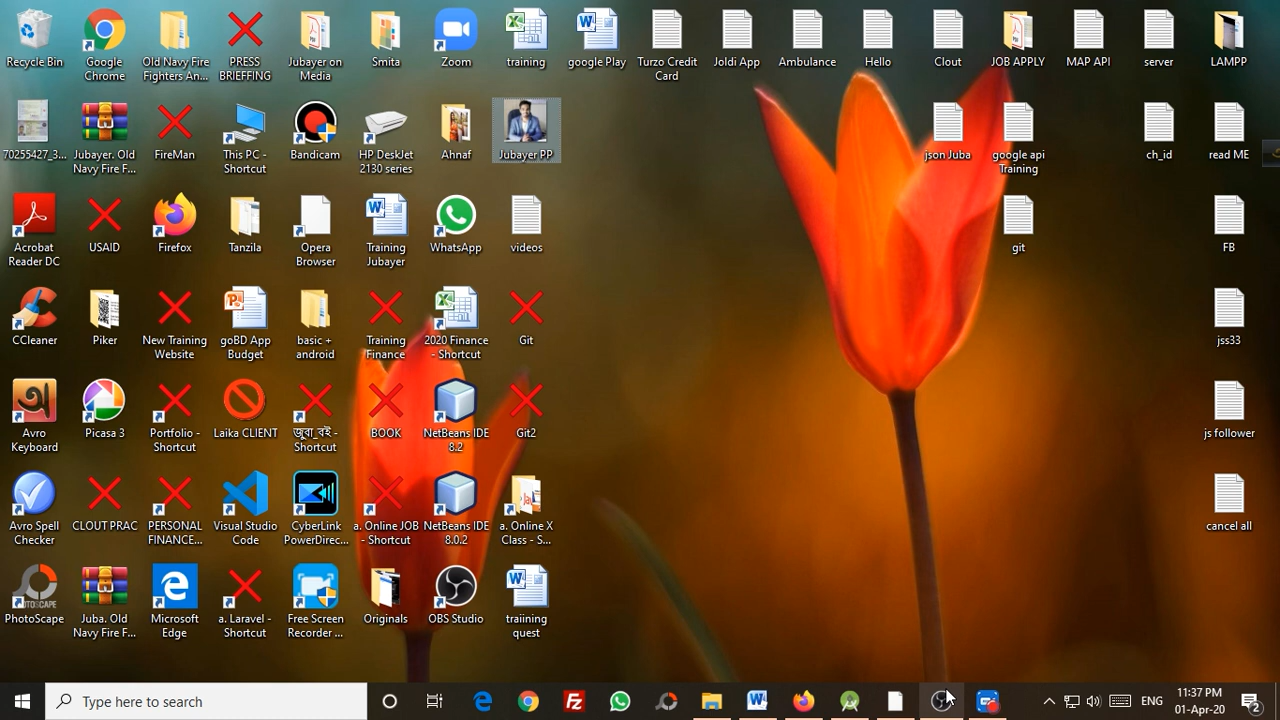 Recycle Bin
Google Chrome
Old Navy Fire Fighters An...
PRESS BRIEFFING
Jubayer on Media
Smita
Zoom
training
google Play
Turzo Credit Card
Joldi App
Ambulance
Hello
Clout
JOB APPLY
MAP API
server
LAMPP
70255427_3...
Jubayer. Old Navy Fire F...
FireMan
This PC - Shortcut
Bandicam
HP DeskJet 2130 series
Ahnaf
Jubayer PP
json Juba
google api Training
ch_id
read ME
Acrobat Reader DC
USAID
Firefox
Tanzila
Opera Browser
Training Jubayer
WhatsApp
videos
git
FB
CCleaner
Piker
New Training Website
goBD App Budget
basic + android
Training Finance
2020 Finance - Shortcut
Git
jss33
Avro Keyboard
Picasa 3
Portfolio - Shortcut
Laika CLIENT
জুবা_বই - Shortcut
BOOK
NetBeans IDE 8.2
Git2
js follower
Avro Spell Checker
CLOUT PRAC
PERSONAL FINANCE...
Visual Studio Code
CyberLink PowerDirec...
a. Online JOB - Shortcut
NetBeans IDE 8.0.2
a. Online X Class - S...
cancel all
PhotoScape
Juba. Old Navy Fire F...
Microsoft Edge
a. Laravel - Shortcut
Free Screen Recorder ...
Originals
OBS Studio
traiining quest
Type here to search
ENG
11:37 PM
01-Apr-20
2